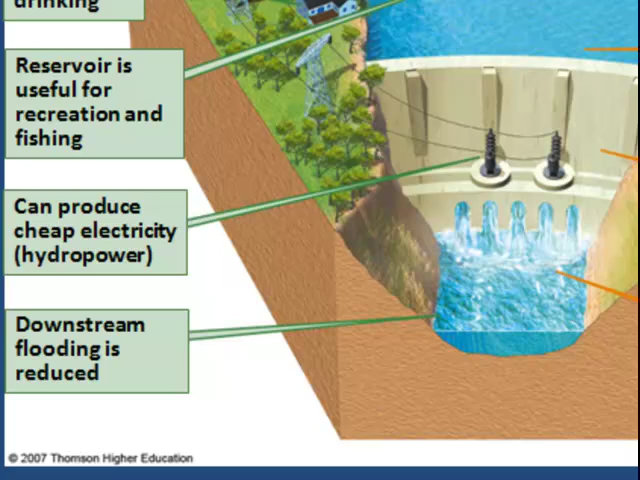 drinking
Reservoir is
useful for
recreation and
fishing
Can produce
cheap electricity
(hydropower)
Downstream
flooding is
reduced
© 2007 Thomson Higher Education